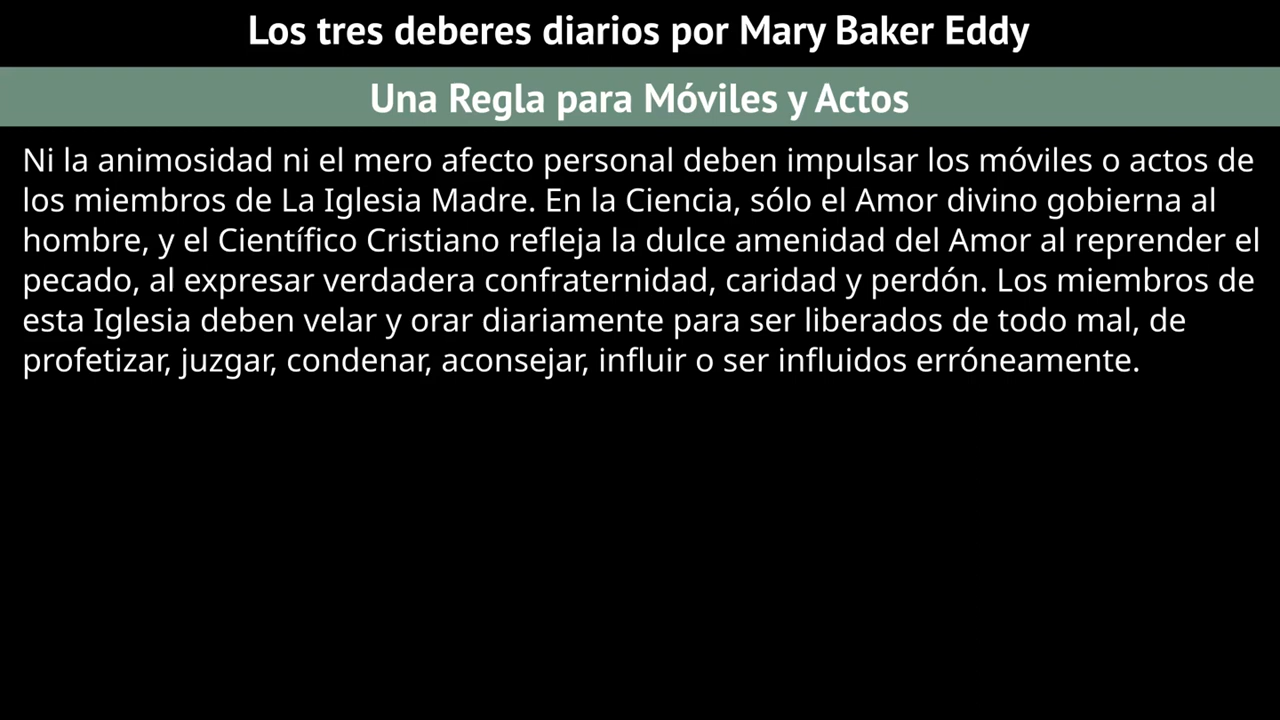 Los tres deberes diarios por Mary Baker Eddy
Una Regla para Móviles y Actos
Ni la animosidad ni el mero afecto personal deben impulsar los móviles o actos de
los miembros de La Iglesia Madre. En la Ciencia, sólo el Amor divino gobierna al
hombre, y el Científico Cristiano refleja la dulce amenidad del Amor al reprender el
pecado, al expresar verdadera confraternidad, caridad y perdón. Los miembros de
esta Iglesia deben velar y orar diariamente para ser liberados de todo mal, de
profetizar, juzgar, condenar, aconsejar, influir o ser influidos erróneamente.